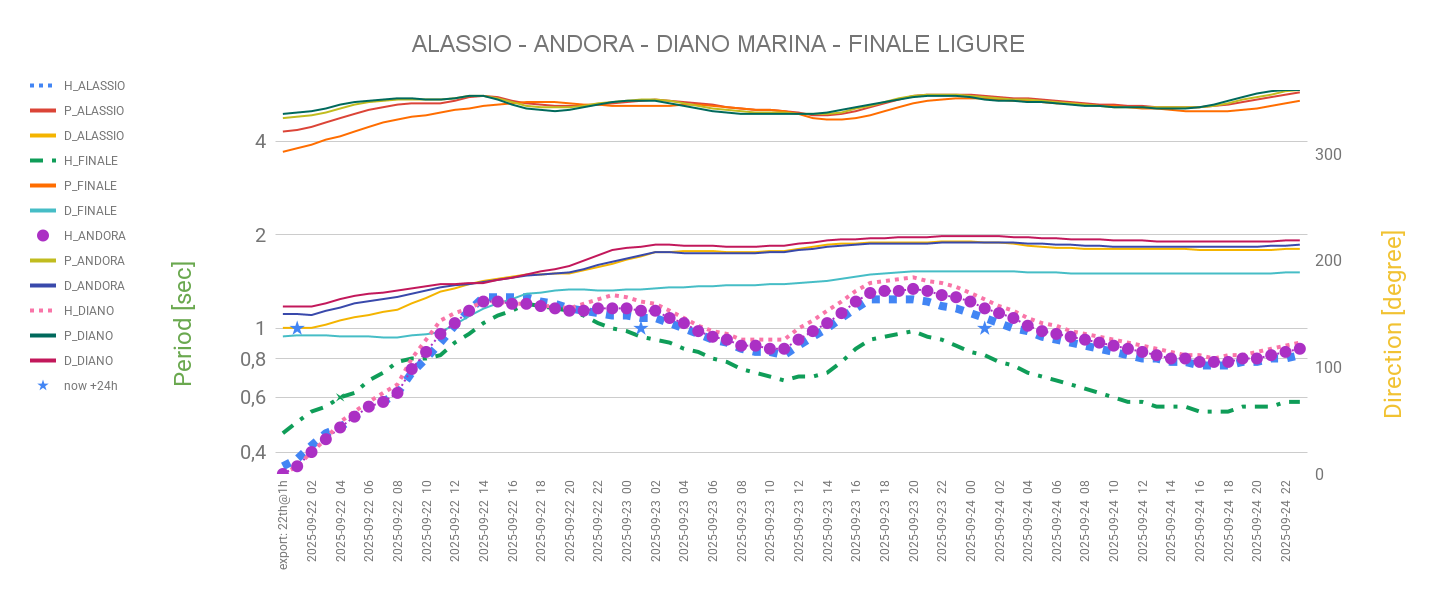 ALASSIO - ANDORA - DIANO MARINA - FINALE LIGURE
H_ALASSIO
P_ALASSIO
D_ALASSIO
H_FINALE
P_FINALE
D_FINALE
H_ANDORA
P_ANDORA
D_ANDORA
H_DIANO
P_DIANO
D_DIANO
now +24h
Period [sec]
4
2
1
0,8
0,6
0,4
300
200
100
0
Direction [degree]
export: 22th@1h
2025-09-22 02
2025-09-22 04
2025-09-22 06
2025-09-22 08
2025-09-22 10
2025-09-22 12
2025-09-22 14
2025-09-22 16
2025-09-22 18
2025-09-22 20
2025-09-22 22
2025-09-23 00
2025-09-23 02
2025-09-23 04
2025-09-23 06
2025-09-23 08
2025-09-23 10
2025-09-23 12
2025-09-23 14
2025-09-23 16
2025-09-23 18
2025-09-23 20
2025-09-23 22
2025-09-24 00
2025-09-24 02
2025-09-24 04
2025-09-24 06
2025-09-24 08
2025-09-24 10
2025-09-24 12
2025-09-24 14
2025-09-24 16
2025-09-24 18
2025-09-24 20
2025-09-24 22